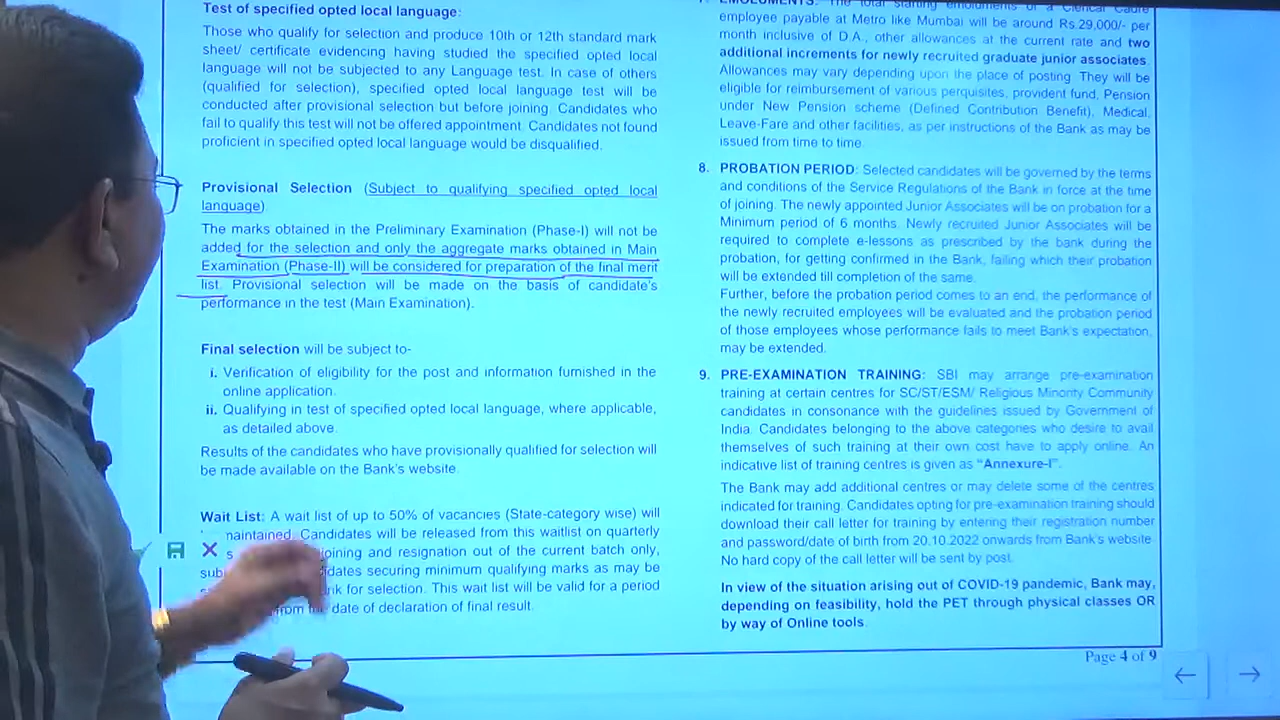 Test of specified opted local language:
Those who qualify for selection and produce 10th or 12th standard mark
sheet/ certificate evidencing having studied the specified opted local
language will not be subjected to any Language test. In case of others
(qualified for selection), specified opted local language test will be
conducted after provisional selection but before joining. Candidates who
fail to qualify this test will not be offered appointment. Candidates not found
proficient in specified opted local language would be disqualified.
Provisional Selection (Subject to qualifying specified opted local
language)
The marks obtained in the Preliminary Examination (Phase-I) will not be
added for the selection and only the aggregate marks obtained in Main
Examination (Phase-II) will be considered for preparation of the final merit
list. Provisional selection will be made on the basis of candidate's
performance in the test (Main Examination).
Final selection will be subject to-
i. Verification of eligibility for the post and information furnished in the
online application.
ii. Qualifying in test of specified opted local language, where applicable,
as detailed above.
Results of the candidates who have provisionally qualified for selection will
be made available on the Bank's website.
Wait List: A wait list of up to 50% of vacancies (State-category wise) will
maintained. Candidates will be released from this waitlist on quarterly
joining and resignation out of the current batch only,
securing minimum qualifying marks as may be
for selection. This wait list will be valid for a period
from date of declaration of final result.
EMOLUMENTS: The total starting emoluments of a Clerical Cadre
employee payable at Metro like Mumbai will be around Rs.29,000/- per
month inclusive of D.A., other allowances at the current rate and two
additional increments for newly recruited graduate junior associates.
Allowances may vary depending upon the place of posting. They will be
eligible for reimbursement of various perquisites, provident fund, Pension
under New Pension scheme (Defined Contribution Benefit), Medical,
Leave-Fare and other facilities, as per instructions of the Bank as may be
issued from time to time.
8. PROBATION PERIOD: Selected candidates will be governed by the terms
and conditions of the Service Regulations of the Bank in force at the time
of joining. The newly appointed Junior Associates will be on probation for a
Minimum period of 6 months. Newly recruited Junior Associates will be
required to complete e-lessons as prescribed by the bank during the
probation, for getting confirmed in the Bank, failing which their probation
will be extended till completion of the same.
Further, before the probation period comes to an end, the performance of
the newly recruited employees will be evaluated and the probation period
of those employees whose performance fails to meet Bank's expectation,
may be extended.
9. PRE-EXAMINATION TRAINING: SBI may arrange pre-examination
training at certain centres for SC/ST/ESM/ Religious Minority Community
candidates in consonance with the guidelines issued by Government of
India. Candidates belonging to the above categories who desire to avail
themselves of such training at their own cost have to apply online. An
indicative list of training centres is given as "Annexure-I".
The Bank may add additional centres or may delete some of the centres
indicated for training. Candidates opting for pre-examination training should
download their call letter for training by entering their registration number
and password/date of birth from 20.10.2022 onwards from Bank's website.
No hard copy of the call letter will be sent by post.
In view of the situation arising out of COVID-19 pandemic, Bank may,
depending on feasibility, hold the PET through physical classes OR
by way of Online tools.
Page 4 of 9